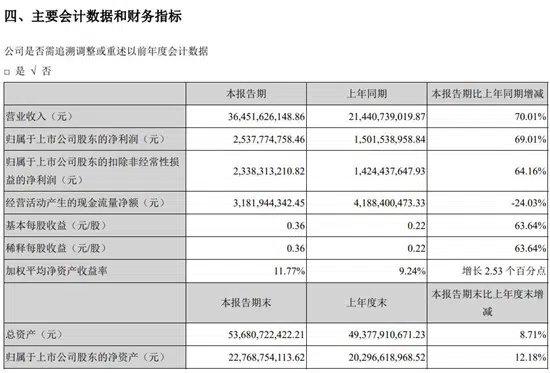 四、主要会计数据和财务指标
公司是否需追溯调整或重述以前年度会计数据
□ 是 √ 否
本报告期 上年同期 本报告期比上年同期增减
营业收入（元） 36,451,626,148.86 21,440,739,019.87 70.01%
归属于上市公司股东的净利润（元） 2,537,774,758.46 1,501,538,958.84 69.01%
归属于上市公司股东的扣除非经常性损
益的净利润（元） 2,338,313,210.82 1,424,437,647.93 64.16%
经营活动产生的现金流量净额（元） 3,181,944,342.45 4,188,400,473.33 -24.03%
基本每股收益（元/股） 0.36 0.22 63.64%
稀释每股收益（元/股） 0.36 0.22 63.64%
加权平均净资产收益率 11.77% 9.24% 增长 2.53 个百分点
本报告期末 上年度末 本报告期末比上年度末增
减
总资产（元） 53,680,722,422.21 49,377,910,671.23 8.71%
归属于上市公司股东的净资产（元） 22,768,754,113.62 20,296,618,968.52 12.18%